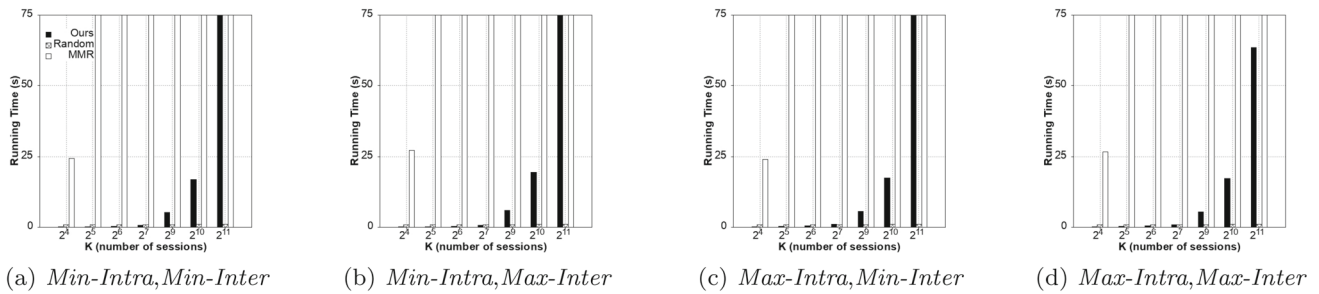 75
50
25
0
Running Time (s)
Ours
Random
MMR
2^4 2^5 2^6 2^7 2^9 2^10 2^11
K (number of sessions)
(a) Min-Intra,Min-Inter
75
50
25
0
Running Time (s)
2^4 2^5 2^6 2^7 2^9 2^10 2^11
K (number of sessions)
(b) Min-Intra,Max-Inter
75
50
25
0
Running Time (s)
2^4 2^5 2^6 2^7 2^9 2^10 2^11
K (number of sessions)
(c) Max-Intra,Min-Inter
75
50
25
0
Running Time (s)
2^4 2^5 2^6 2^7 2^9 2^10 2^11
K (number of sessions)
(d) Max-Intra,Max-Inter